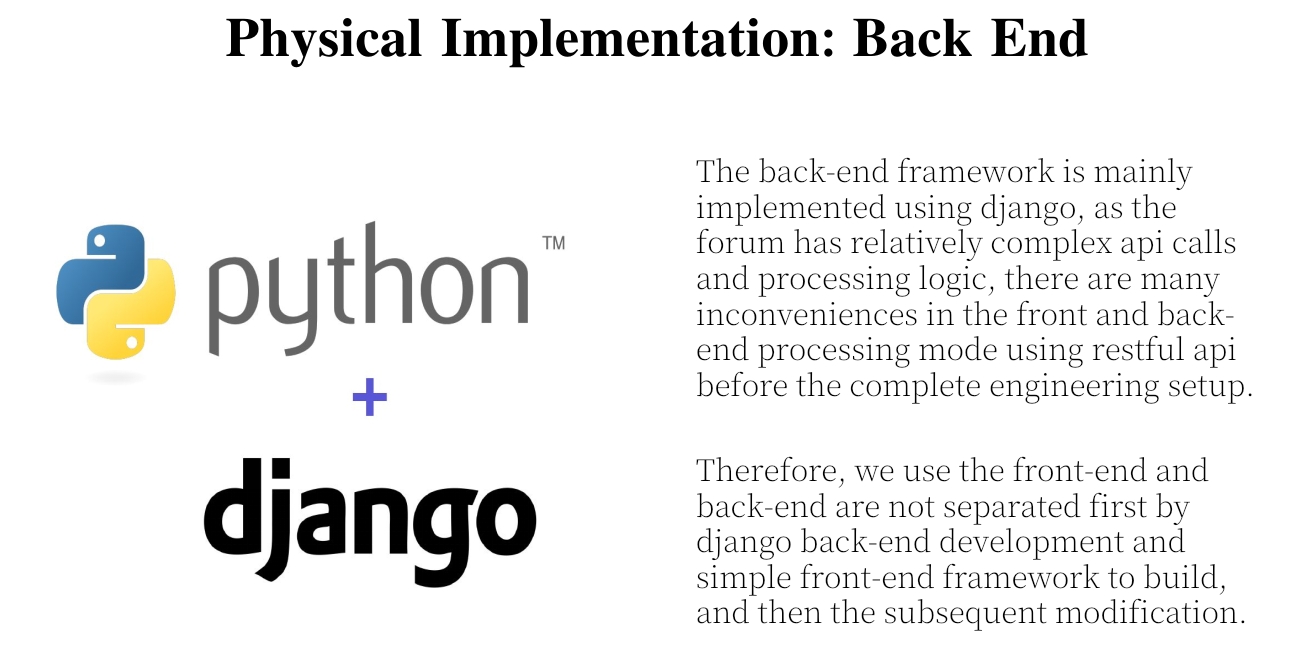 Physical Implementation: Back End
python TM
+
django
The back-end framework is mainly
implemented using django, as the
forum has relatively complex api calls
and processing logic, there are many
inconveniences in the front and back-
end processing mode using restful api
before the complete engineering setup.
Therefore, we use the front-end and
back-end are not separated first by
django back-end development and
simple front-end framework to build,
and then the subsequent modification.